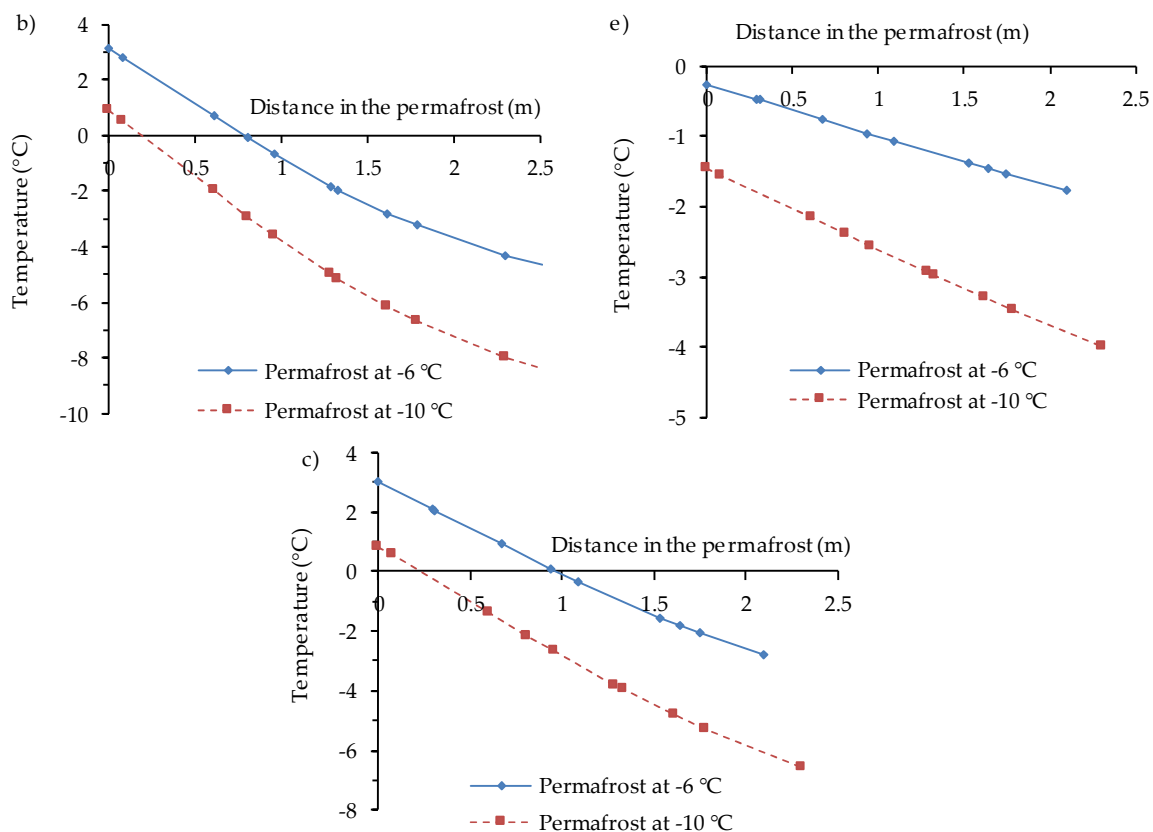 b)
4
2
0
-2
-4
-6
-8
-10
Temperature (°C)
Distance in the permafrost (m)
0
0.5
1
1.5
2
2.5
Permafrost at -6 °C
Permafrost at -10 °C
e)
Distance in the permafrost (m)
0
-1
-2
-3
-4
-5
Temperature (°C)
0
0.5
1
1.5
2
2.5
Permafrost at -6 °C
Permafrost at -10 °C
c)
4
2
0
-2
-4
-6
-8
Temperature (°C)
Distance in the permafrost (m)
0
0.5
1
1.5
2
2.5
Permafrost at -6 °C
Permafrost at -10 °C